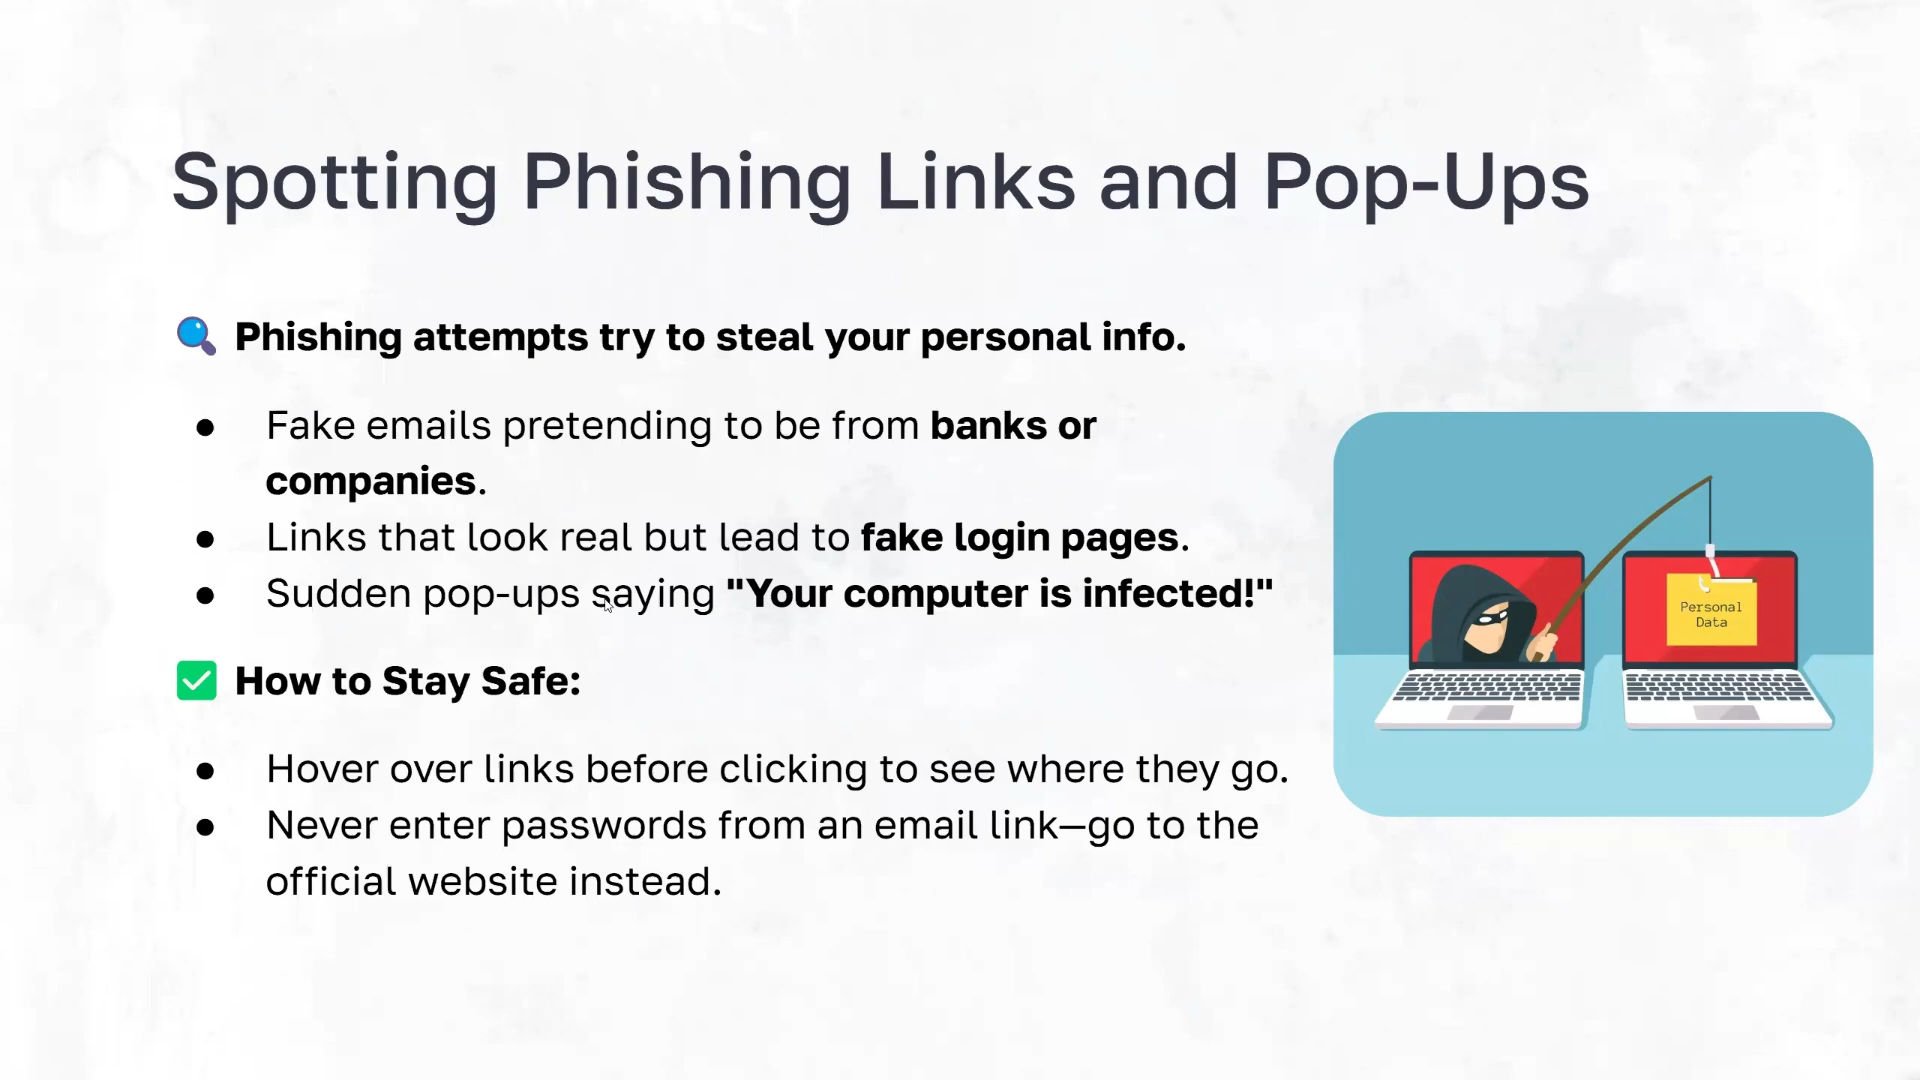 Spotting Phishing Links and Pop-Ups
🔍 Phishing attempts try to steal your personal info.
● Fake emails pretending to be from banks or
companies.
● Links that look real but lead to fake login pages.
● Sudden pop-ups saying "Your computer is infected!"
Personal
Data
✅ How to Stay Safe:
● Hover over links before clicking to see where they go.
● Never enter passwords from an email link—go to the
official website instead.